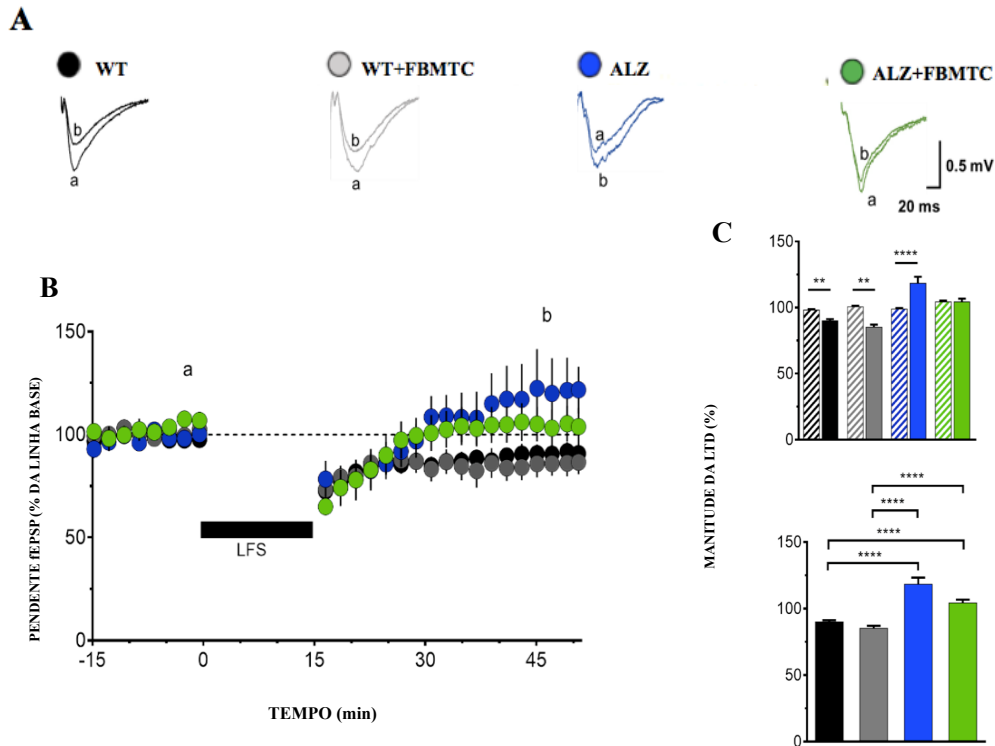 A
WT
WT+FBMTC
ALZ
ALZ+FBMTC
b
a
b
a
a
b
b
a
0.5 mV
20 ms
B
PENDENTE fEPSP (% DA LINHA BASE)
150
100
50
0
a
b
LFS
-15
0
15
30
45
TEMPO (min)
C
MANITUDE DA LTD (%)
150
100
50
0
**
**
****
150
100
50
0
****
****
****
****